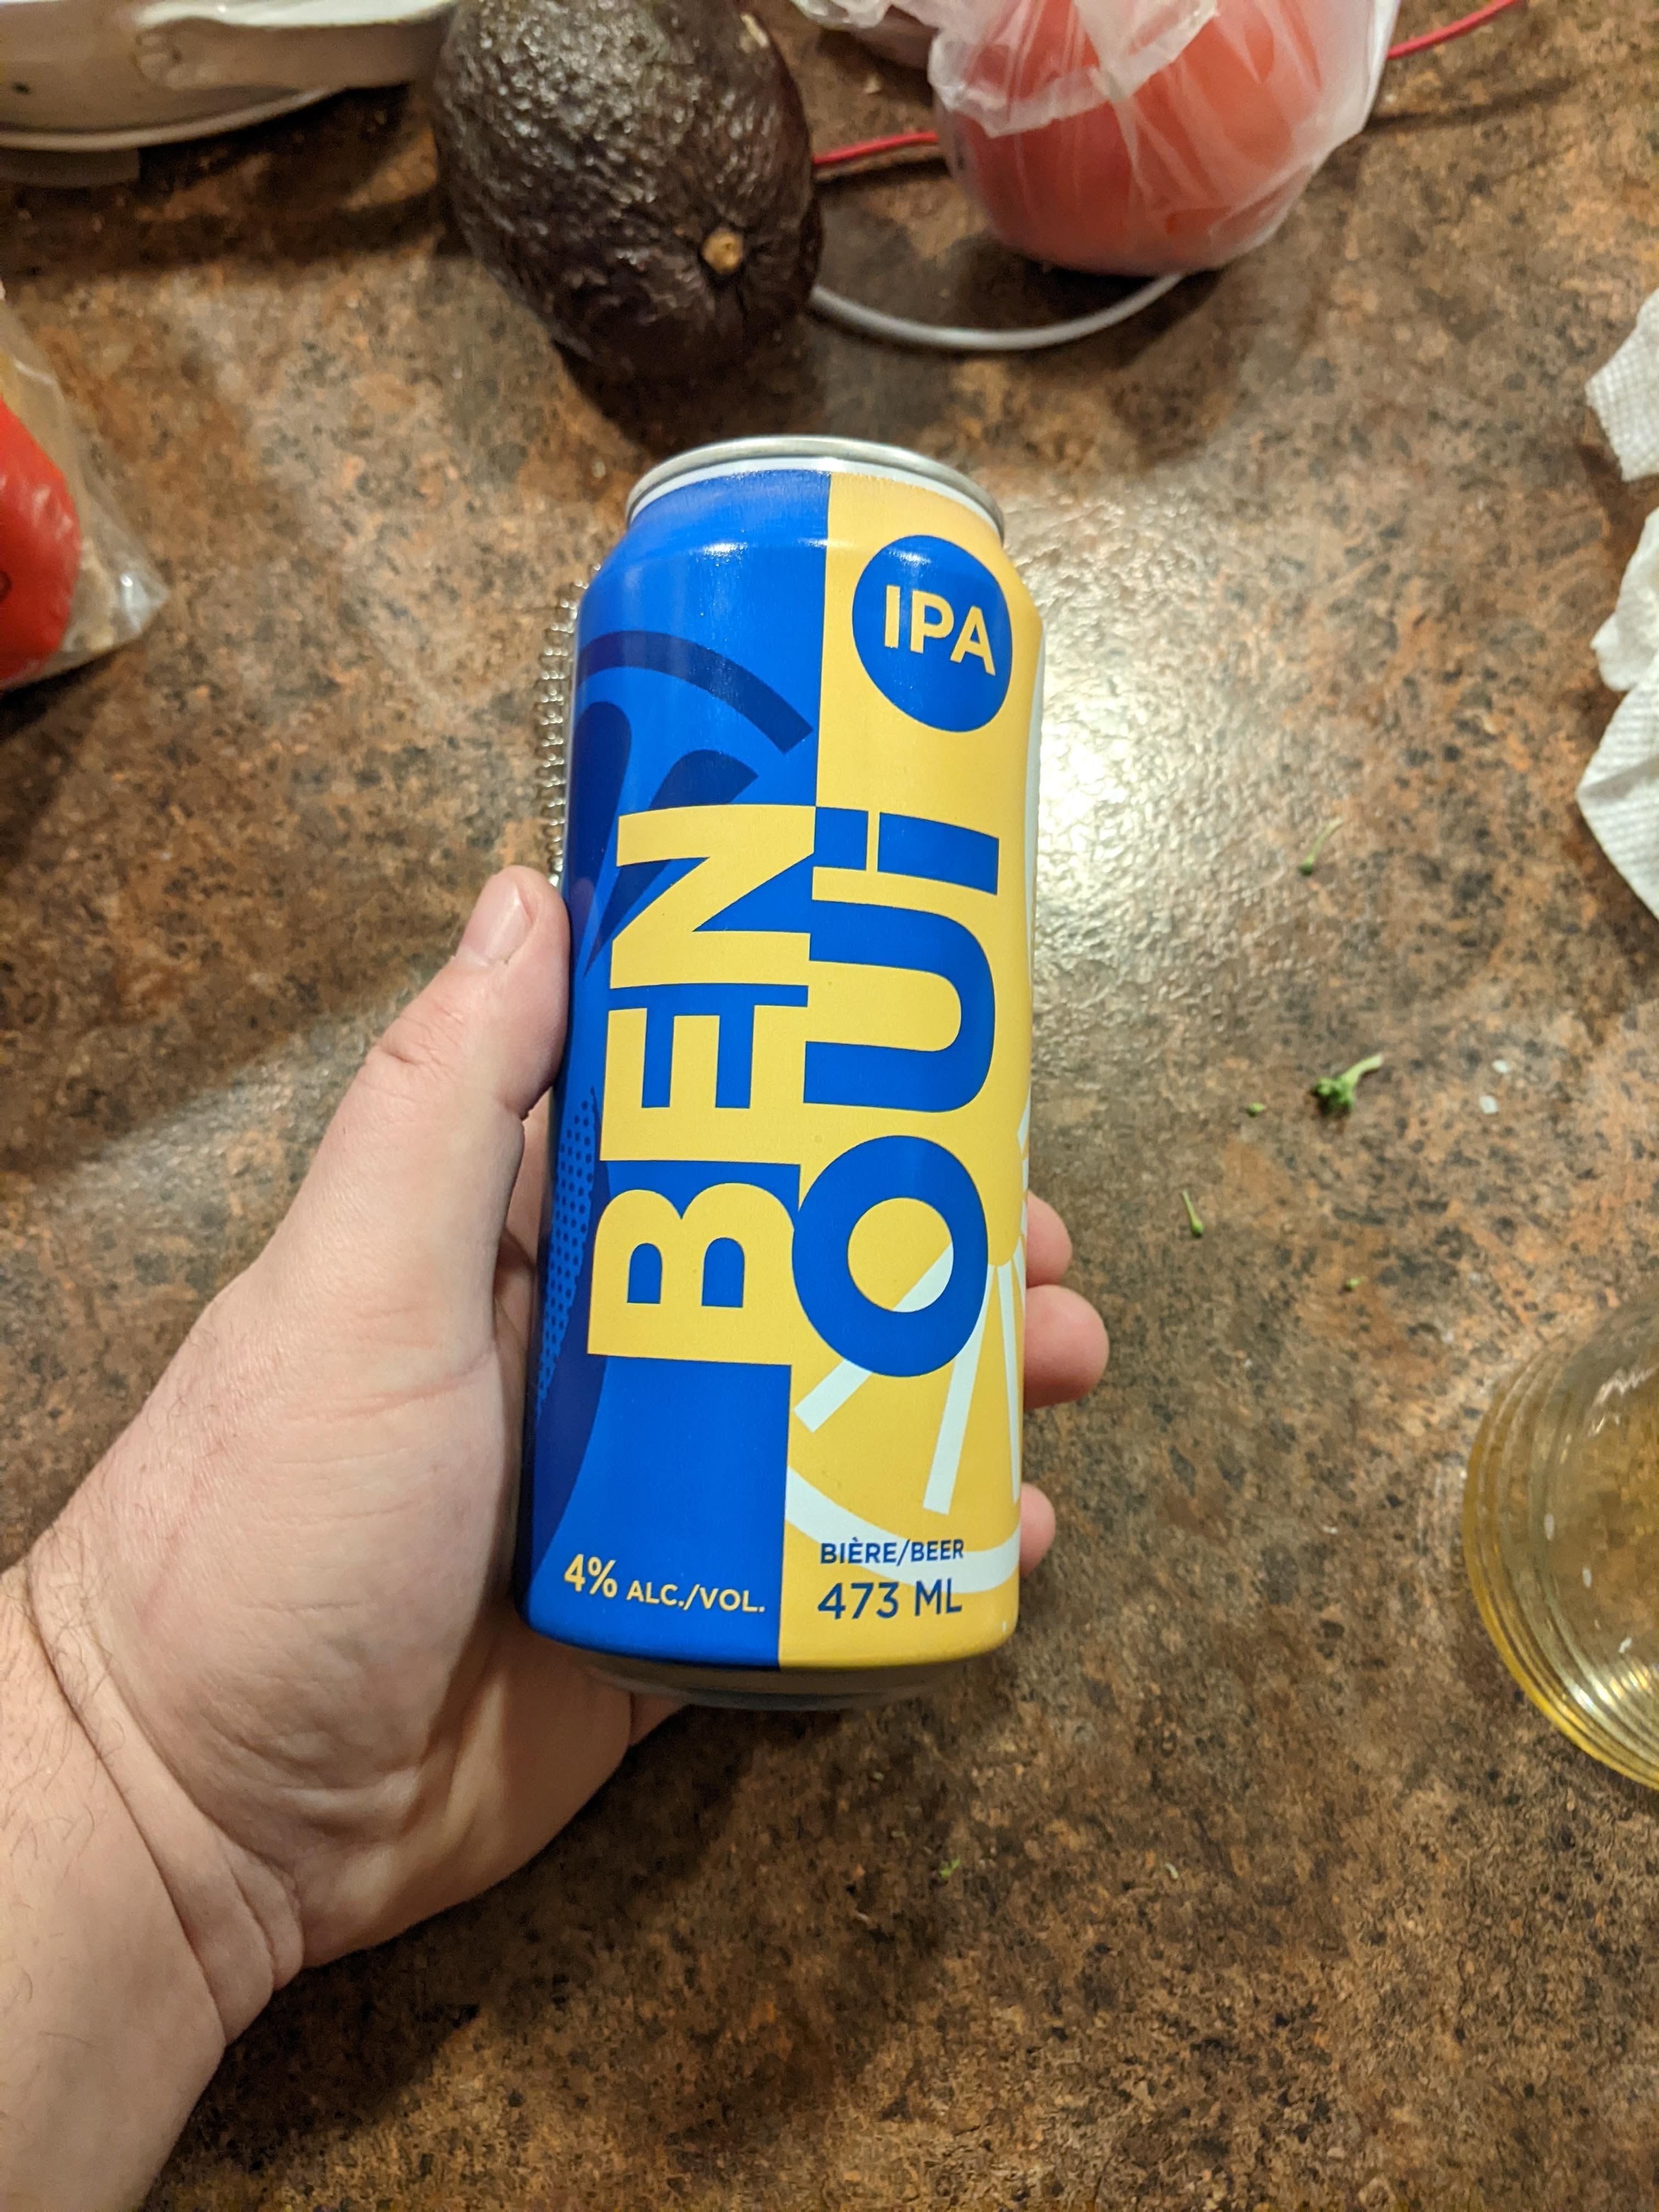 IPA
BEN
OUi
4% ALC./VOL.
BIÈRE/BEER
473 ML